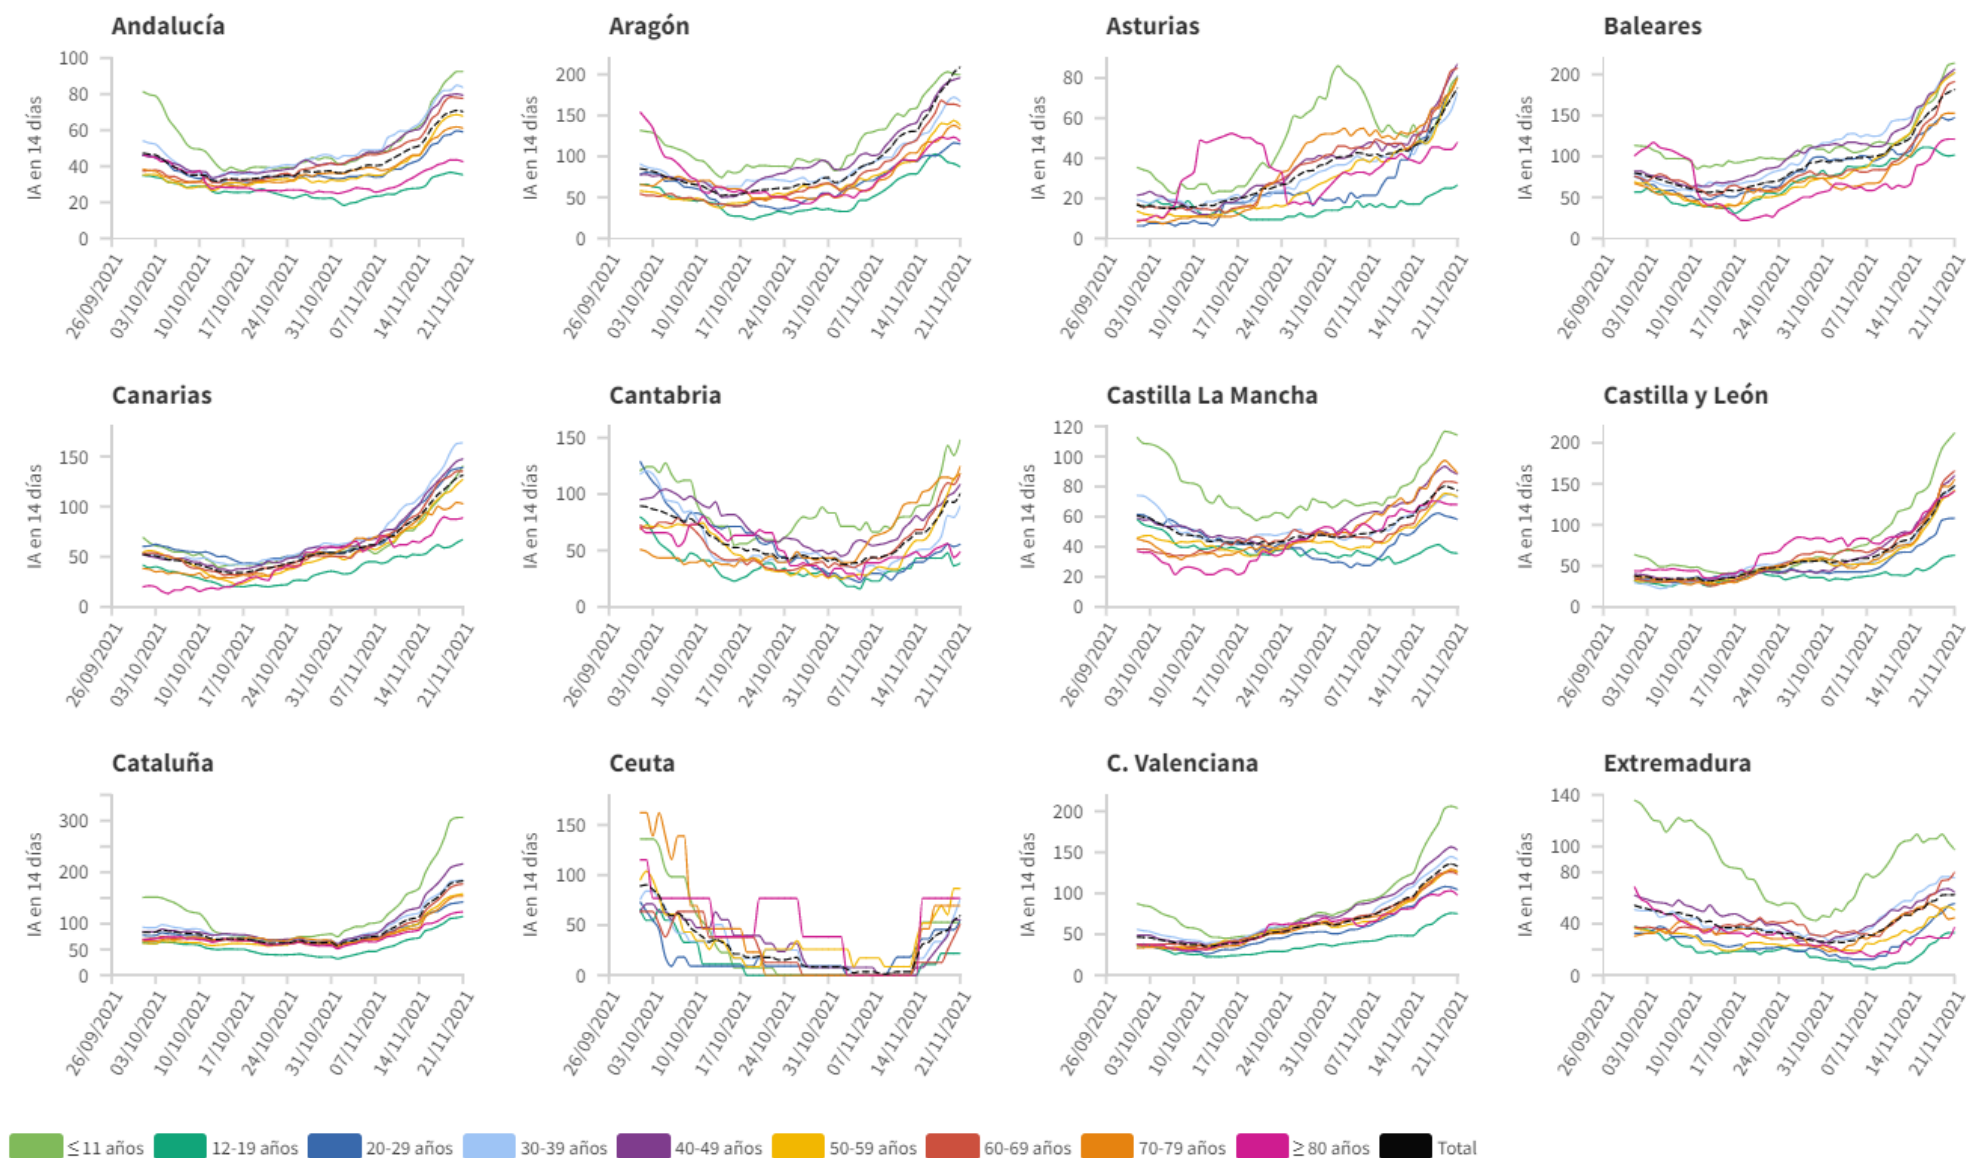 Andalucía
IA en 14 días
100
80
60
40
20
0
26/09/2021 03/10/2021 10/10/2021 17/10/2021 24/10/2021 31/10/2021 07/11/2021 14/11/2021 21/11/2021
Aragón
IA en 14 días
200
150
100
50
0
26/09/2021 03/10/2021 10/10/2021 17/10/2021 24/10/2021 31/10/2021 07/11/2021 14/11/2021 21/11/2021
Asturias
IA en 14 días
80
60
40
20
0
26/09/2021 03/10/2021 10/10/2021 17/10/2021 24/10/2021 31/10/2021 07/11/2021 14/11/2021 21/11/2021
Baleares
IA en 14 días
200
150
100
50
0
26/09/2021 03/10/2021 10/10/2021 17/10/2021 24/10/2021 31/10/2021 07/11/2021 14/11/2021 21/11/2021
Canarias
IA en 14 días
150
100
50
0
26/09/2021 03/10/2021 10/10/2021 17/10/2021 24/10/2021 31/10/2021 07/11/2021 14/11/2021 21/11/2021
Cantabria
IA en 14 días
150
100
50
0
26/09/2021 03/10/2021 10/10/2021 17/10/2021 24/10/2021 31/10/2021 07/11/2021 14/11/2021 21/11/2021
Castilla La Mancha
IA en 14 días
120
100
80
60
40
20
0
26/09/2021 03/10/2021 10/10/2021 17/10/2021 24/10/2021 31/10/2021 07/11/2021 14/11/2021 21/11/2021
Castilla y León
IA en 14 días
200
150
100
50
0
26/09/2021 03/10/2021 10/10/2021 17/10/2021 24/10/2021 31/10/2021 07/11/2021 14/11/2021 21/11/2021
Cataluña
IA en 14 días
300
200
100
50
0
26/09/2021 03/10/2021 10/10/2021 17/10/2021 24/10/2021 31/10/2021 07/11/2021 14/11/2021 21/11/2021
Ceuta
IA en 14 días
150
100
50
0
26/09/2021 03/10/2021 10/10/2021 17/10/2021 24/10/2021 31/10/2021 07/11/2021 14/11/2021 21/11/2021
C. Valenciana
IA en 14 días
200
150
100
50
0
26/09/2021 03/10/2021 10/10/2021 17/10/2021 24/10/2021 31/10/2021 07/11/2021 14/11/2021 21/11/2021
Extremadura
IA en 14 días
140
100
80
40
0
26/09/2021 03/10/2021 10/10/2021 17/10/2021 24/10/2021 31/10/2021 07/11/2021 14/11/2021 21/11/2021
≤ 11 años 12-19 años 20-29 años 30-39 años 40-49 años 50-59 años 60-69 años 70-79 años ≥ 80 años Total